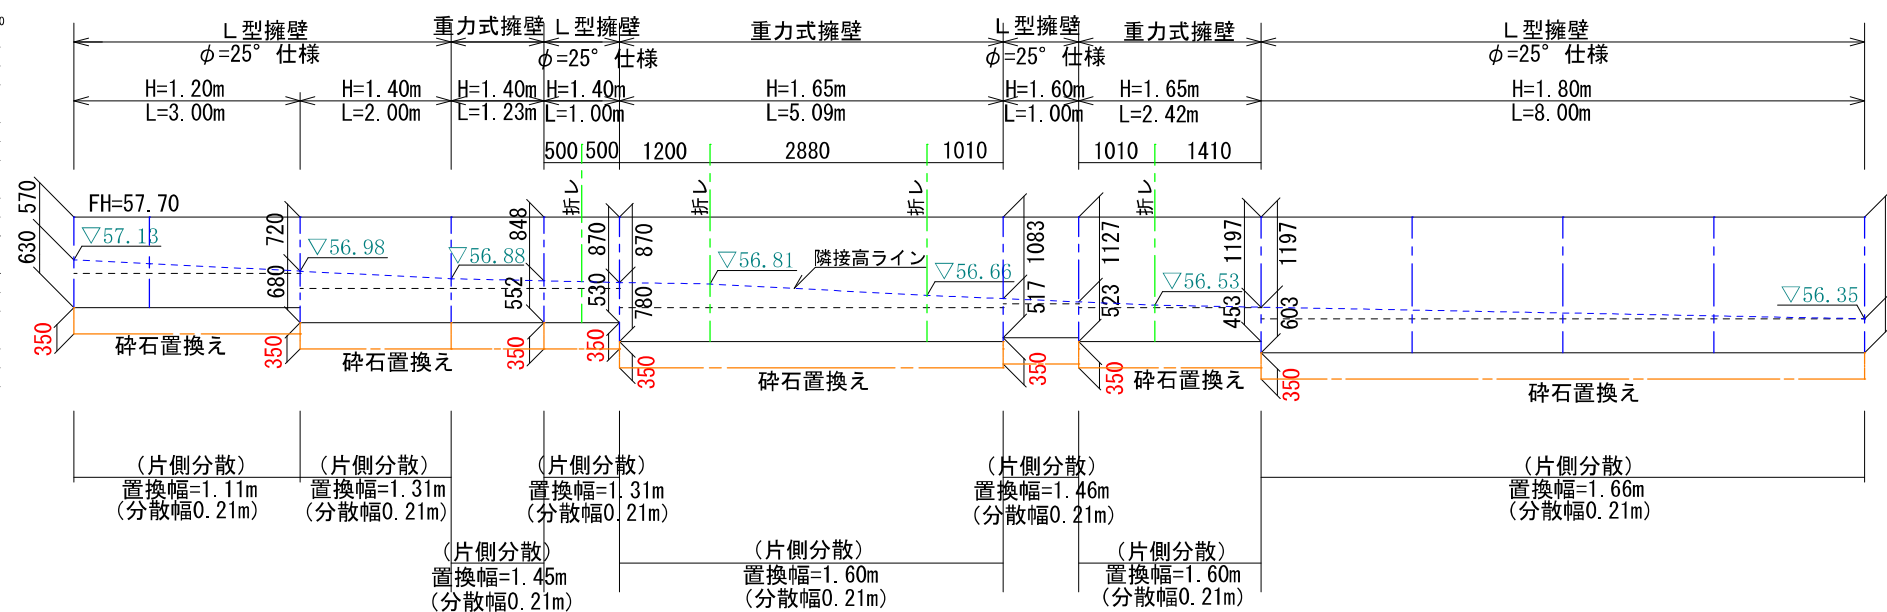 L型擁壁
φ=25° 仕様
重力式擁壁
L型擁壁
φ=25° 仕様
重力式擁壁
L型擁壁
φ=25° 仕様
重力式擁壁
L型擁壁
φ=25° 仕様
H=1.20m
L=3.00m
H=1.40m
L=2.00m
H=1.40m
L=1.23m
H=1.40m
L=1.00m
H=1.65m
L=5.09m
H=1.60m
L=1.00m
H=1.65m
L=2.42m
H=1.80m
L=8.00m
500
500
1200
2880
1010
1010
1410
折レ
折レ
折レ
折レ
570
630
FH=57.70
▽57.13
720
680
▽56.98
▽56.88
848
552
870
530
870
780
▽56.81
隣接高ライン
▽56.66
1083
517
1127
523
▽56.53
1197
453
1197
603
▽56.35
350
350
350
350
350
350
350
350
砕石置換え
砕石置換え
砕石置換え
砕石置換え
砕石置換え
(片側分散)
置換幅=1.11m
(分散幅0.21m)
(片側分散)
置換幅=1.31m
(分散幅0.21m)
(片側分散)
置換幅=1.45m
(分散幅0.21m)
(片側分散)
置換幅=1.31m
(分散幅0.21m)
(片側分散)
置換幅=1.60m
(分散幅0.21m)
(片側分散)
置換幅=1.46m
(分散幅0.21m)
(片側分散)
置換幅=1.60m
(分散幅0.21m)
(片側分散)
置換幅=1.66m
(分散幅0.21m)